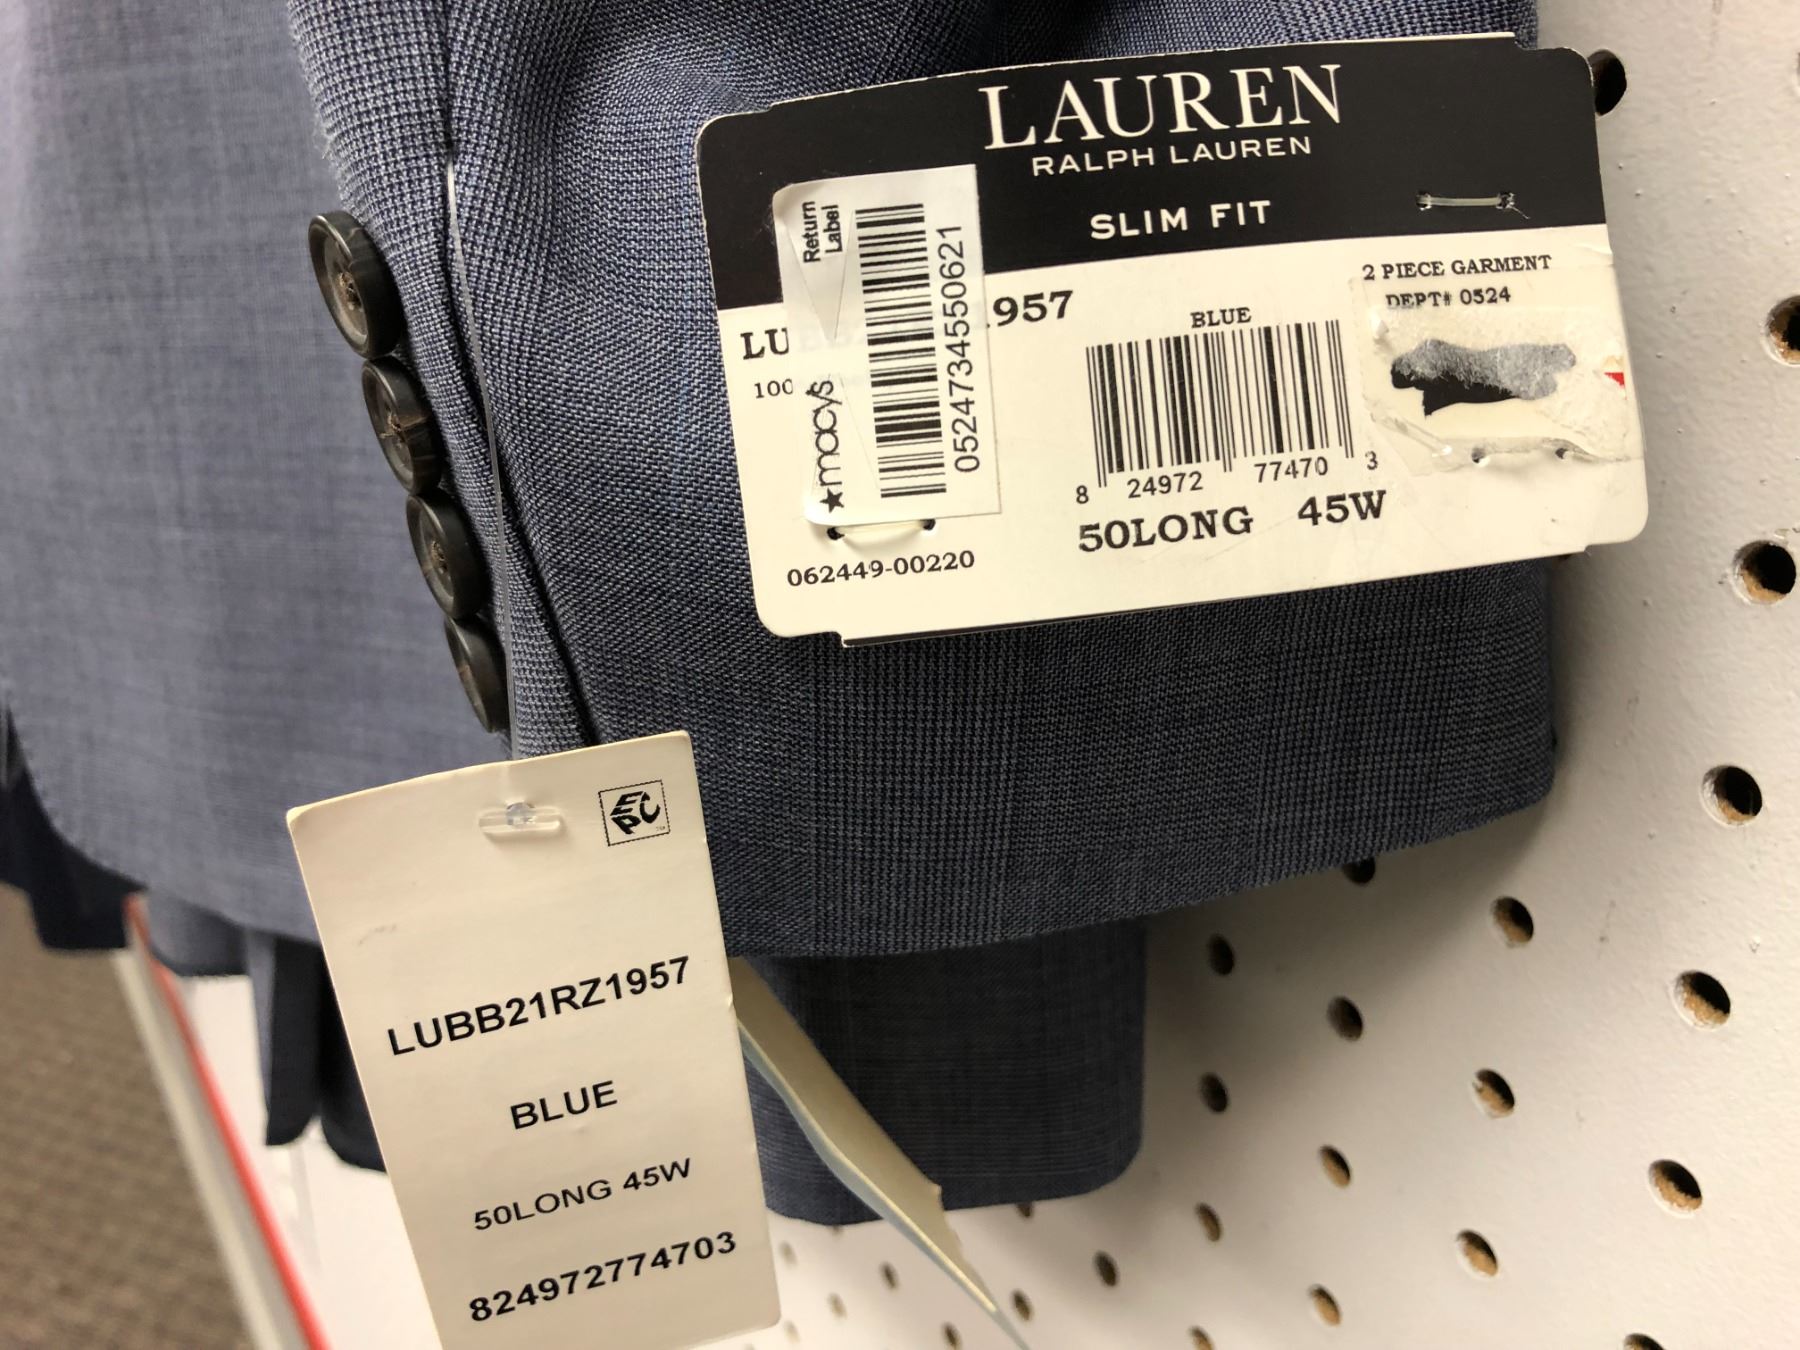 LAUREN
RALPH LAUREN
SLIM FIT
Return
Label
★macys
0524734550621
2 PIECE GARMENT
DEPT# 0524
LU 1957
BLUE
100
8 24972 77470 3
50LONG 45W
062449-00220
EPC
LUBB21RZ1957
BLUE
50LONG 45W
824972774703